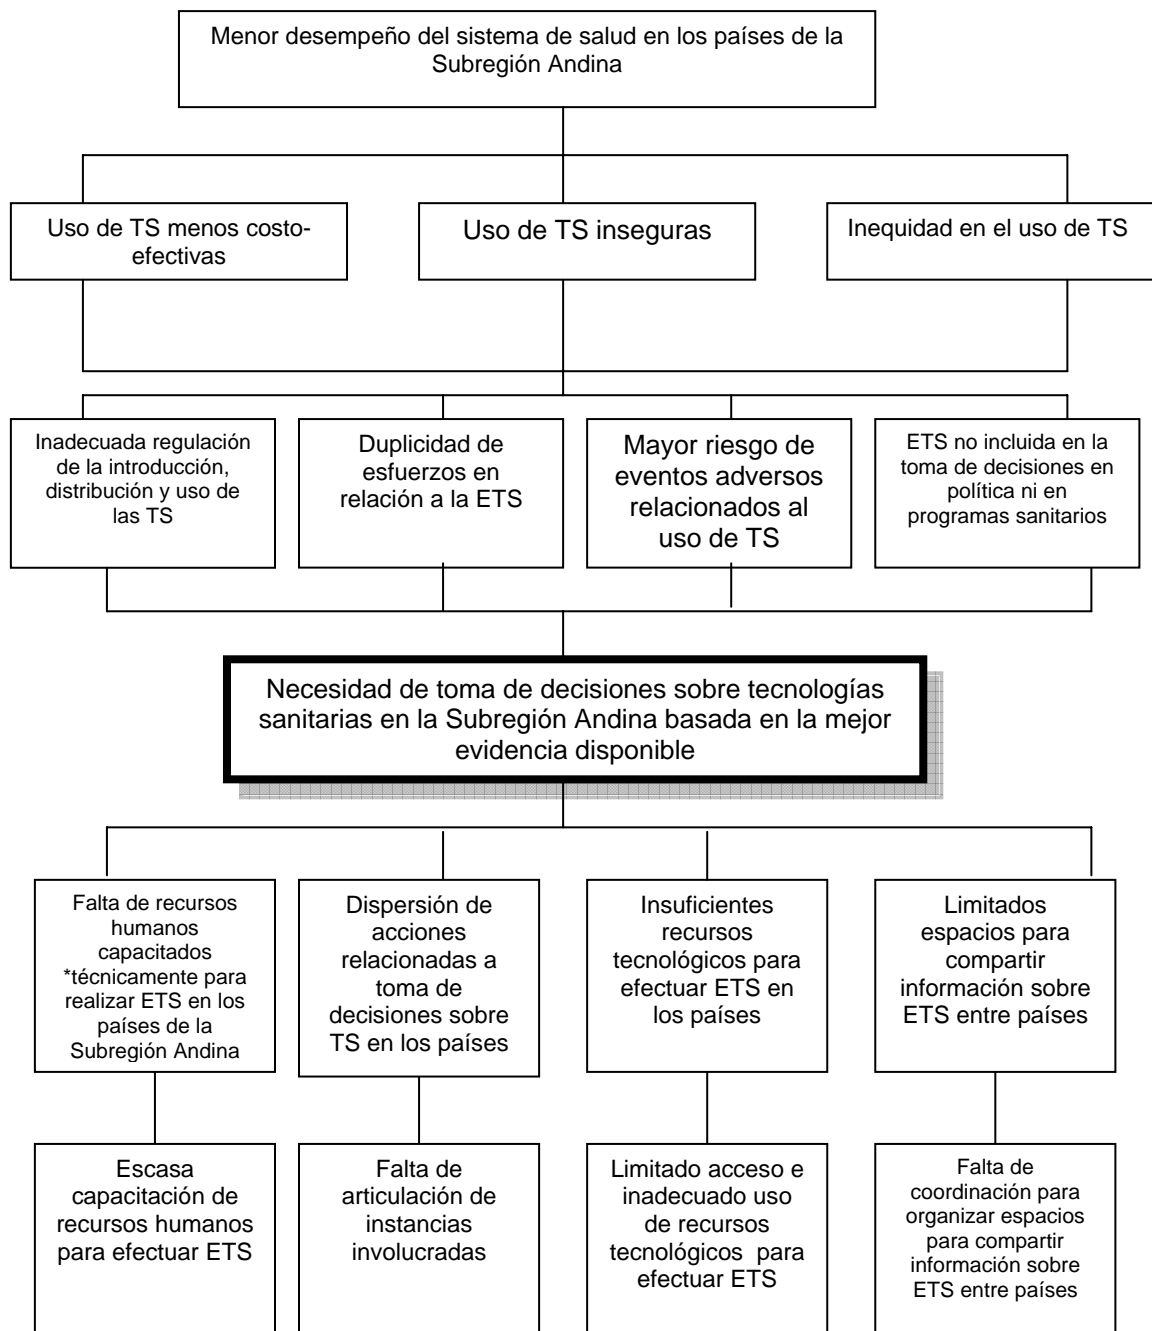 Menor desempeño del sistema de salud en los países de la
Subregión Andina
Uso de TS menos costo-
efectivas
Uso de TS inseguras
Inequidad en el uso de TS
Inadecuada regulación
de la introducción,
distribución y uso de
las TS
Duplicidad de
esfuerzos en
relación a la ETS
Mayor riesgo de
eventos adversos
relacionados al
uso de TS
ETS no incluida en la
toma de decisiones en
política ni en
programas sanitarios
Necesidad de toma de decisiones sobre tecnologías
sanitarias en la Subregión Andina basada en la mejor
evidencia disponible
Falta de recursos
humanos
capacitados
*técnicamente para
realizar ETS en los
países de la
Subregión Andina
Dispersión de
acciones
relacionadas a
toma de
decisiones sobre
TS en los países
Insuficientes
recursos
tecnológicos para
efectuar ETS en
los países
Limitados
espacios para
compartir
información sobre
ETS entre países
Escasa
capacitación de
recursos humanos
para efectuar ETS
Falta de
articulación de
instancias
involucradas
Limitado acceso e
inadecuado uso
de recursos
tecnológicos para
efectuar ETS
Falta de
coordinación para
organizar espacios
para compartir
información sobre
ETS entre países